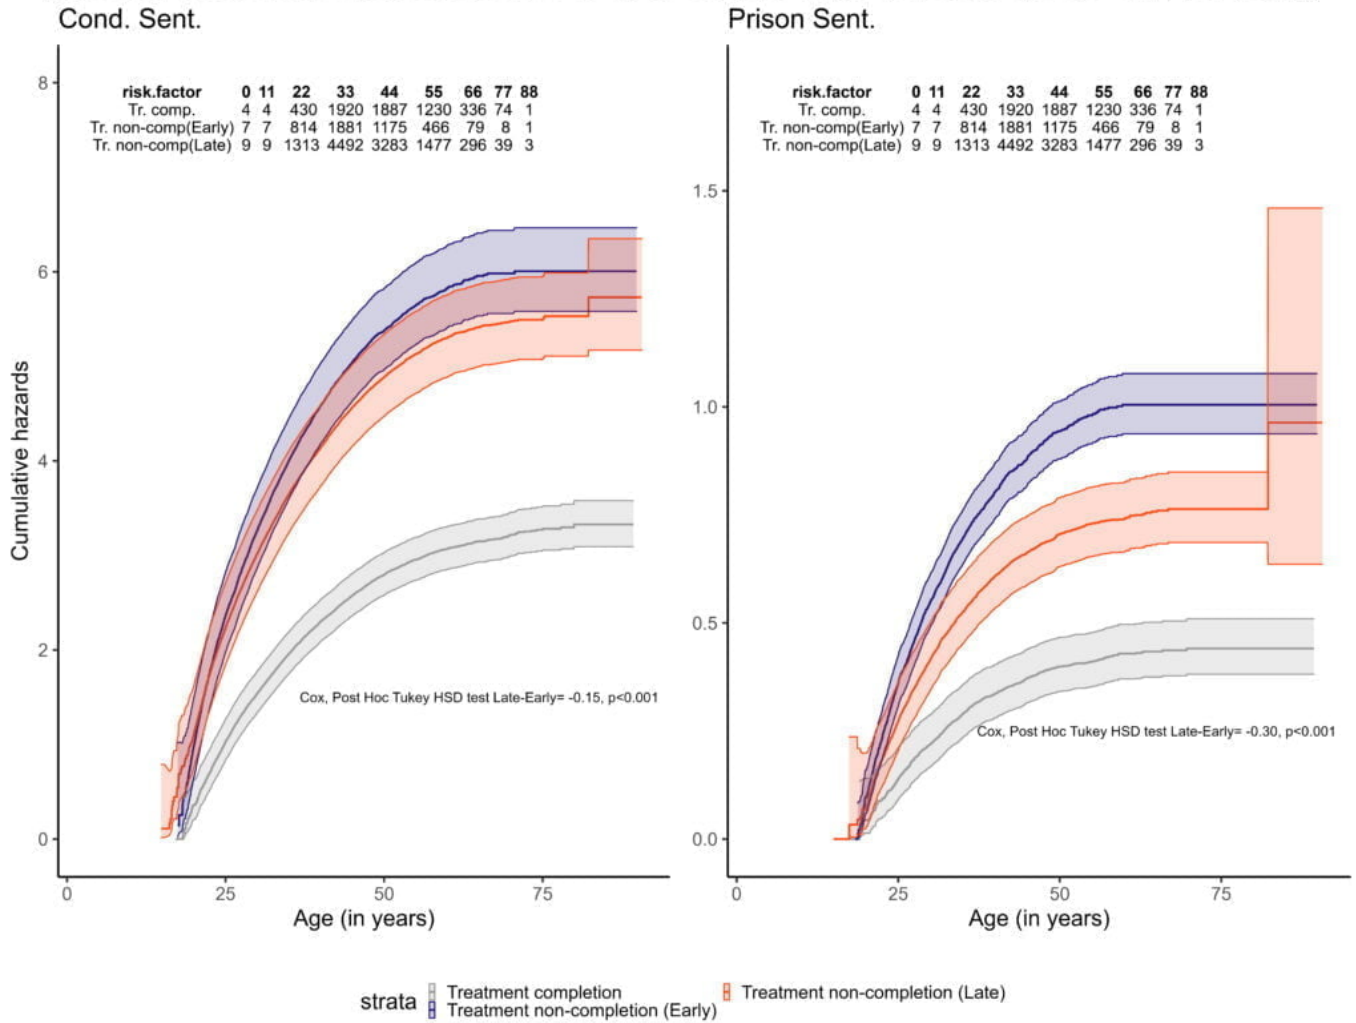 Cond. Sent.
risk.factor 0 11 22 33 44 55 66 77 88
Tr. comp. 4 4 430 1920 1887 1230 336 74 1
Tr. non-comp(Early) 7 7 814 1881 1175 466 79 8 1
Tr. non-comp(Late) 9 9 1313 4492 3283 1477 296 39 3
8
6
4
2
0
Cumulative hazards
Cox, Post Hoc Tukey HSD test Late-Early= -0.15, p<0.001
0 25 50 75
Age (in years)
Prison Sent.
risk.factor 0 11 22 33 44 55 66 77 88
Tr. comp. 4 4 430 1920 1887 1230 336 74 1
Tr. non-comp(Early) 7 7 814 1881 1175 466 79 8 1
Tr. non-comp(Late) 9 9 1313 4492 3283 1477 296 39 3
1.5
1.0
0.5
0.0
Cox, Post Hoc Tukey HSD test Late-Early= -0.30, p<0.001
0 25 50 75
Age (in years)
strata
Treatment completion
Treatment non-completion (Early)
Treatment non-completion (Late)